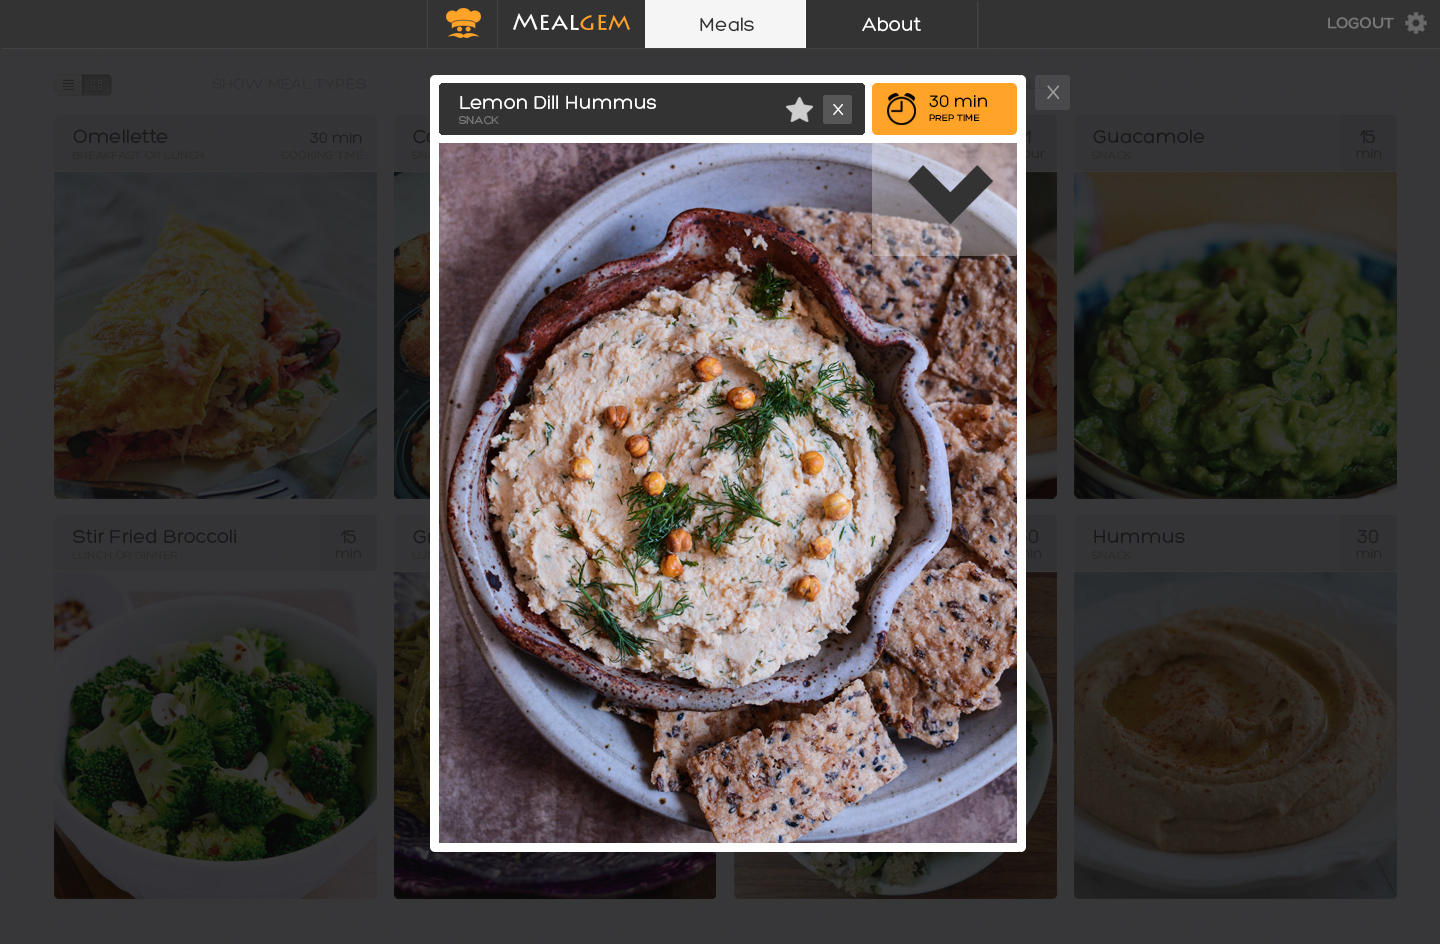 MEALGEM
Meals
About
LOGOUT
SHOW MEAL TYPES
Lemon Dill Hummus
SNACK
X
30 min
PREP TIME
X
Omellette
BREAKFAST OR LUNCH
30 min
COOKING TIME
Guacamole
SNACK
15
min
Stir Fried Broccoli
LUNCH OR DINNER
15
min
Hummus
SNACK
30
min